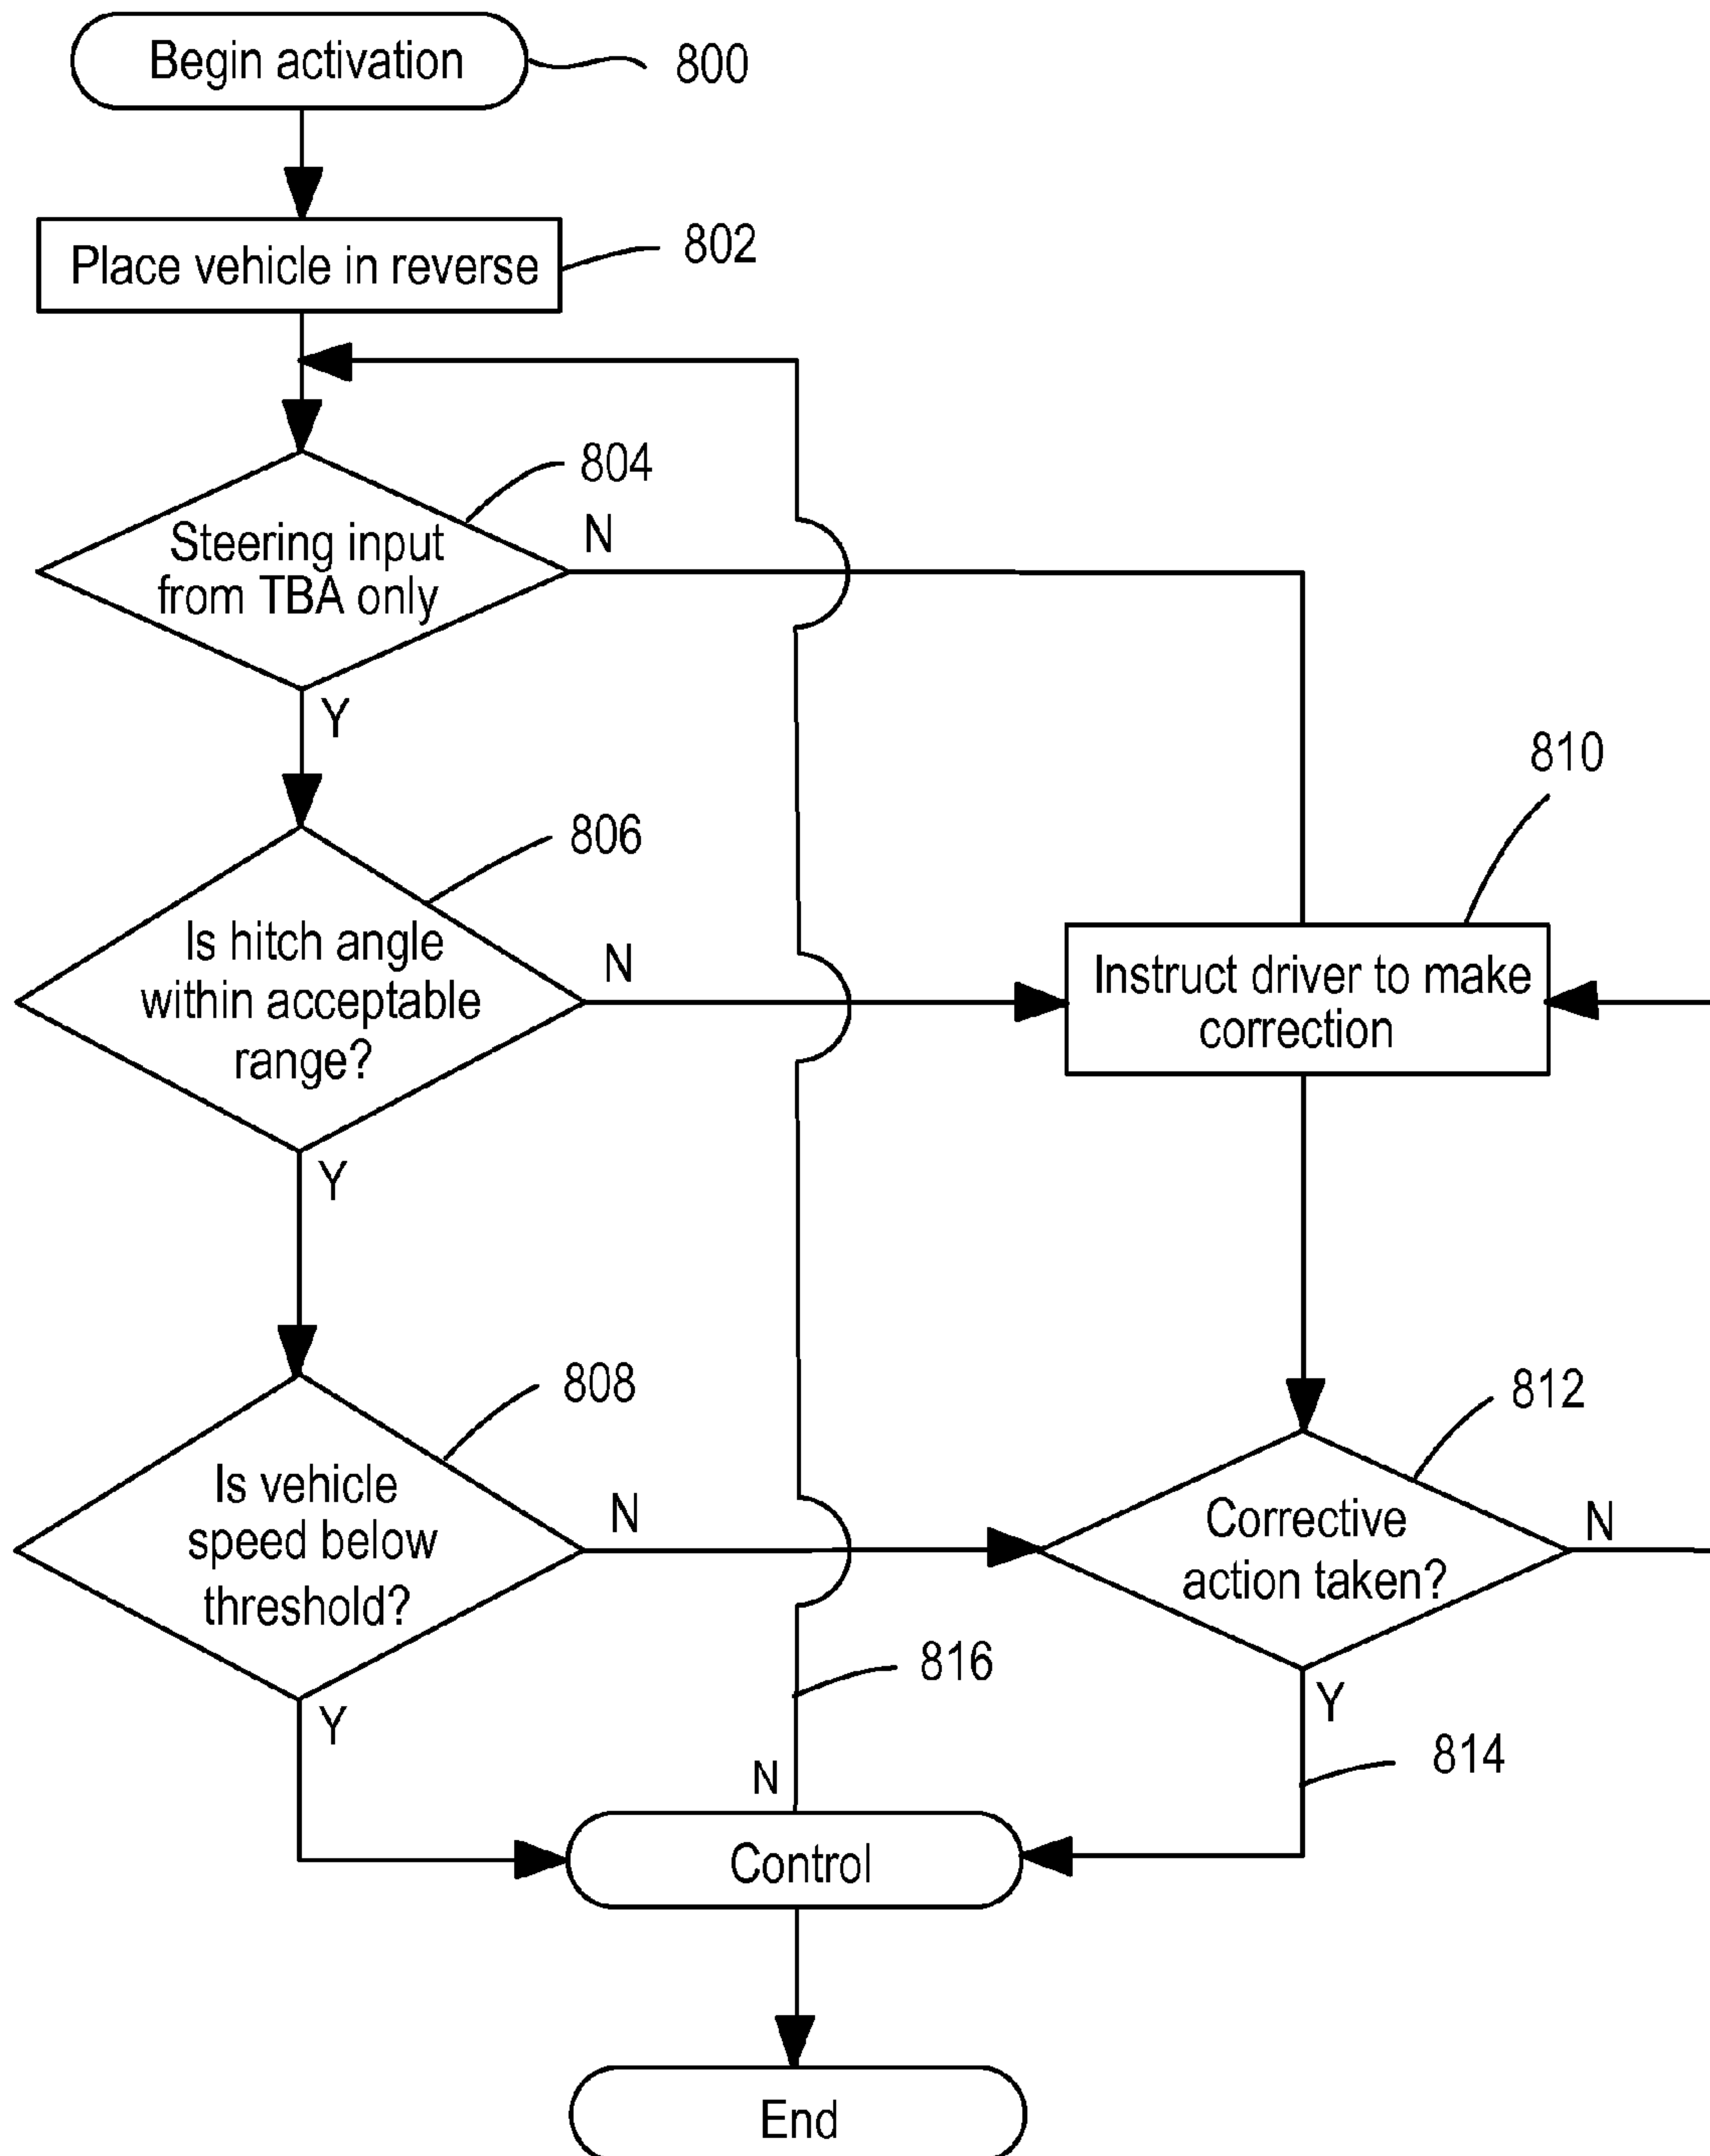 Begin activation
800
Place vehicle in reverse
802
804
Steering input
from TBA only
N
Y
810
806
Is hitch angle
within acceptable
range?
N
Instruct driver to make
correction
Y
808
812
Is vehicle
speed below
threshold?
N
Corrective
action taken?
N
816
Y
Y
814
N
Control
End